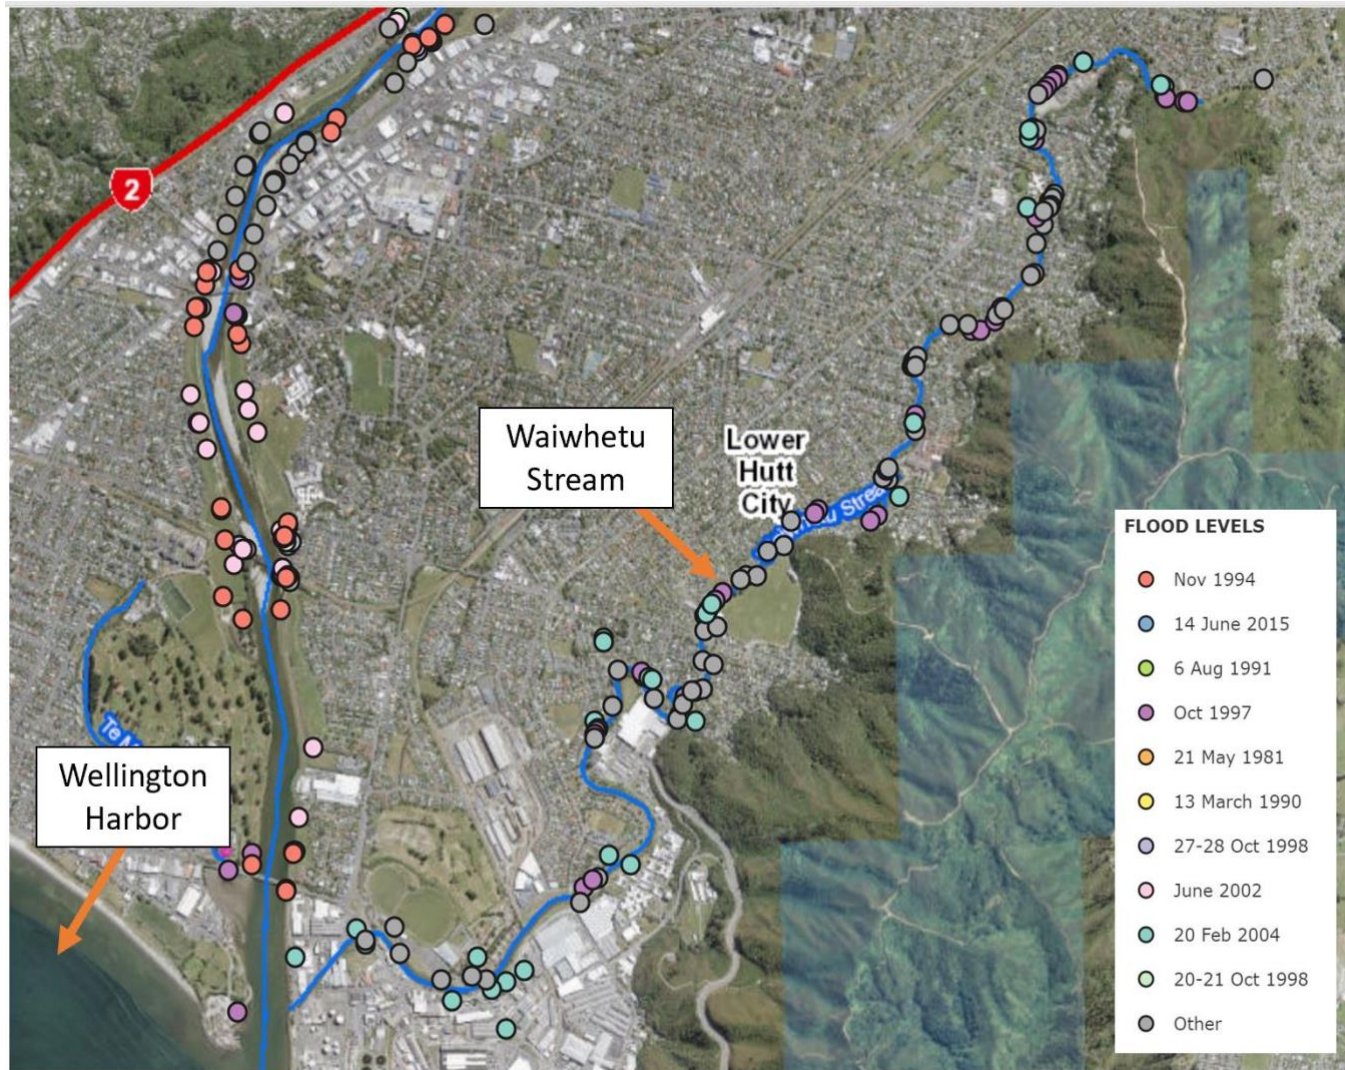 2
Waiwhetu
Stream
Lower
Hutt
City
Wellington
Harbor
Te M
FLOOD LEVELS
Nov 1994
14 June 2015
6 Aug 1991
Oct 1997
21 May 1981
13 March 1990
27-28 Oct 1998
June 2002
20 Feb 2004
20-21 Oct 1998
Other